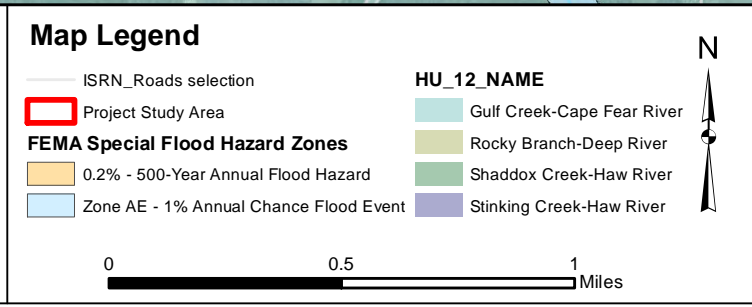 Map Legend
N
ISRN_Roads selection
Project Study Area
FEMA Special Flood Hazard Zones
0.2% - 500-Year Annual Flood Hazard
Zone AE - 1% Annual Chance Flood Event
HU_12_NAME
Gulf Creek-Cape Fear River
Rocky Branch-Deep River
Shaddox Creek-Haw River
Stinking Creek-Haw River
0 0.5 1
Miles